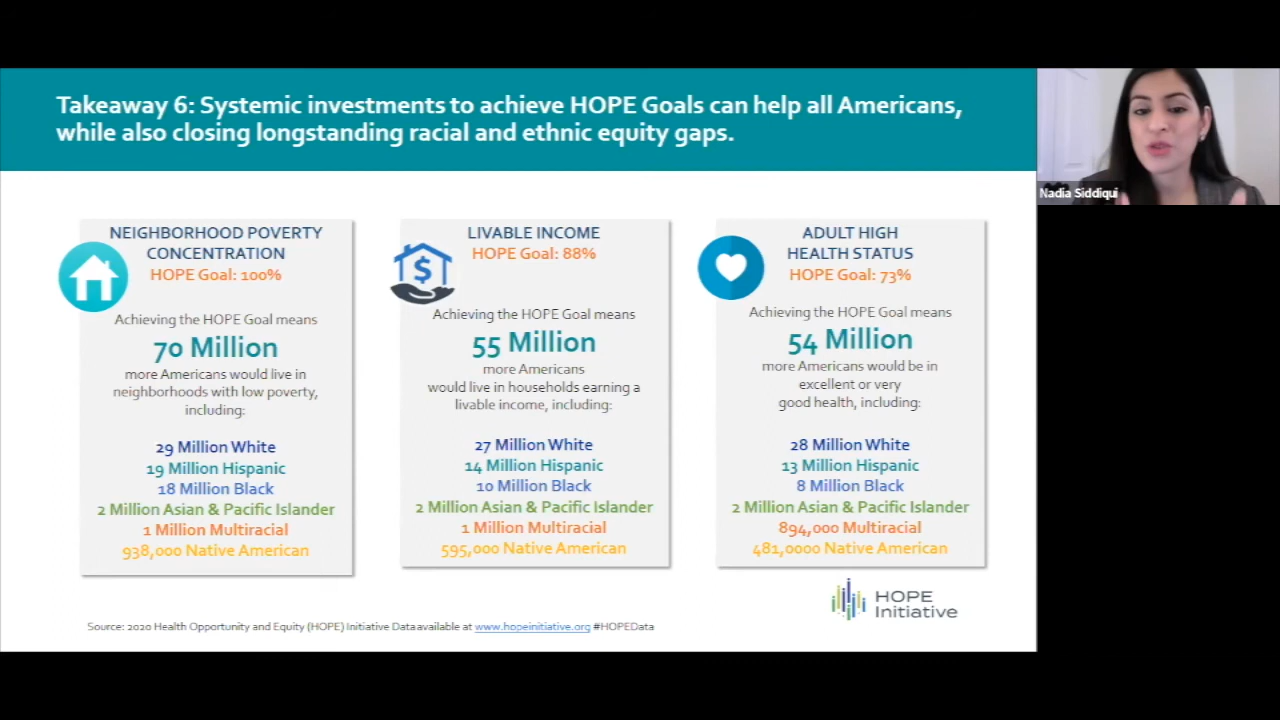 Takeaway 6: Systemic investments to achieve HOPE Goals can help all Americans,
while also closing longstanding racial and ethnic equity gaps.
Nadia Siddiqui
NEIGHBORHOOD POVERTY
CONCENTRATION
HOPE Goal: 100%
Achieving the HOPE Goal means
70 Million
more Americans would live in
neighborhoods with low poverty,
including:
29 Million White
19 Million Hispanic
18 Million Black
2 Million Asian & Pacific Islander
1 Million Multiracial
938,000 Native American
LIVABLE INCOME
HOPE Goal: 88%
$
Achieving the HOPE Goal means
55 Million
more Americans
would live in households earning a
livable income, including:
27 Million White
14 Million Hispanic
10 Million Black
2 Million Asian & Pacific Islander
1 Million Multiracial
595,000 Native American
ADULT HIGH
HEALTH STATUS
HOPE Goal: 73%
Achieving the HOPE Goal means
54 Million
more Americans would be in
excellent or very
good health, including:
28 Million White
13 Million Hispanic
8 Million Black
2 Million Asian & Pacific Islander
894,000 Multiracial
481,0000 Native American
HOPE
Initiative
Source: 2020 Health Opportunity and Equity (HOPE) Initiative Data available at www.hopeinitiative.org #HOPEData